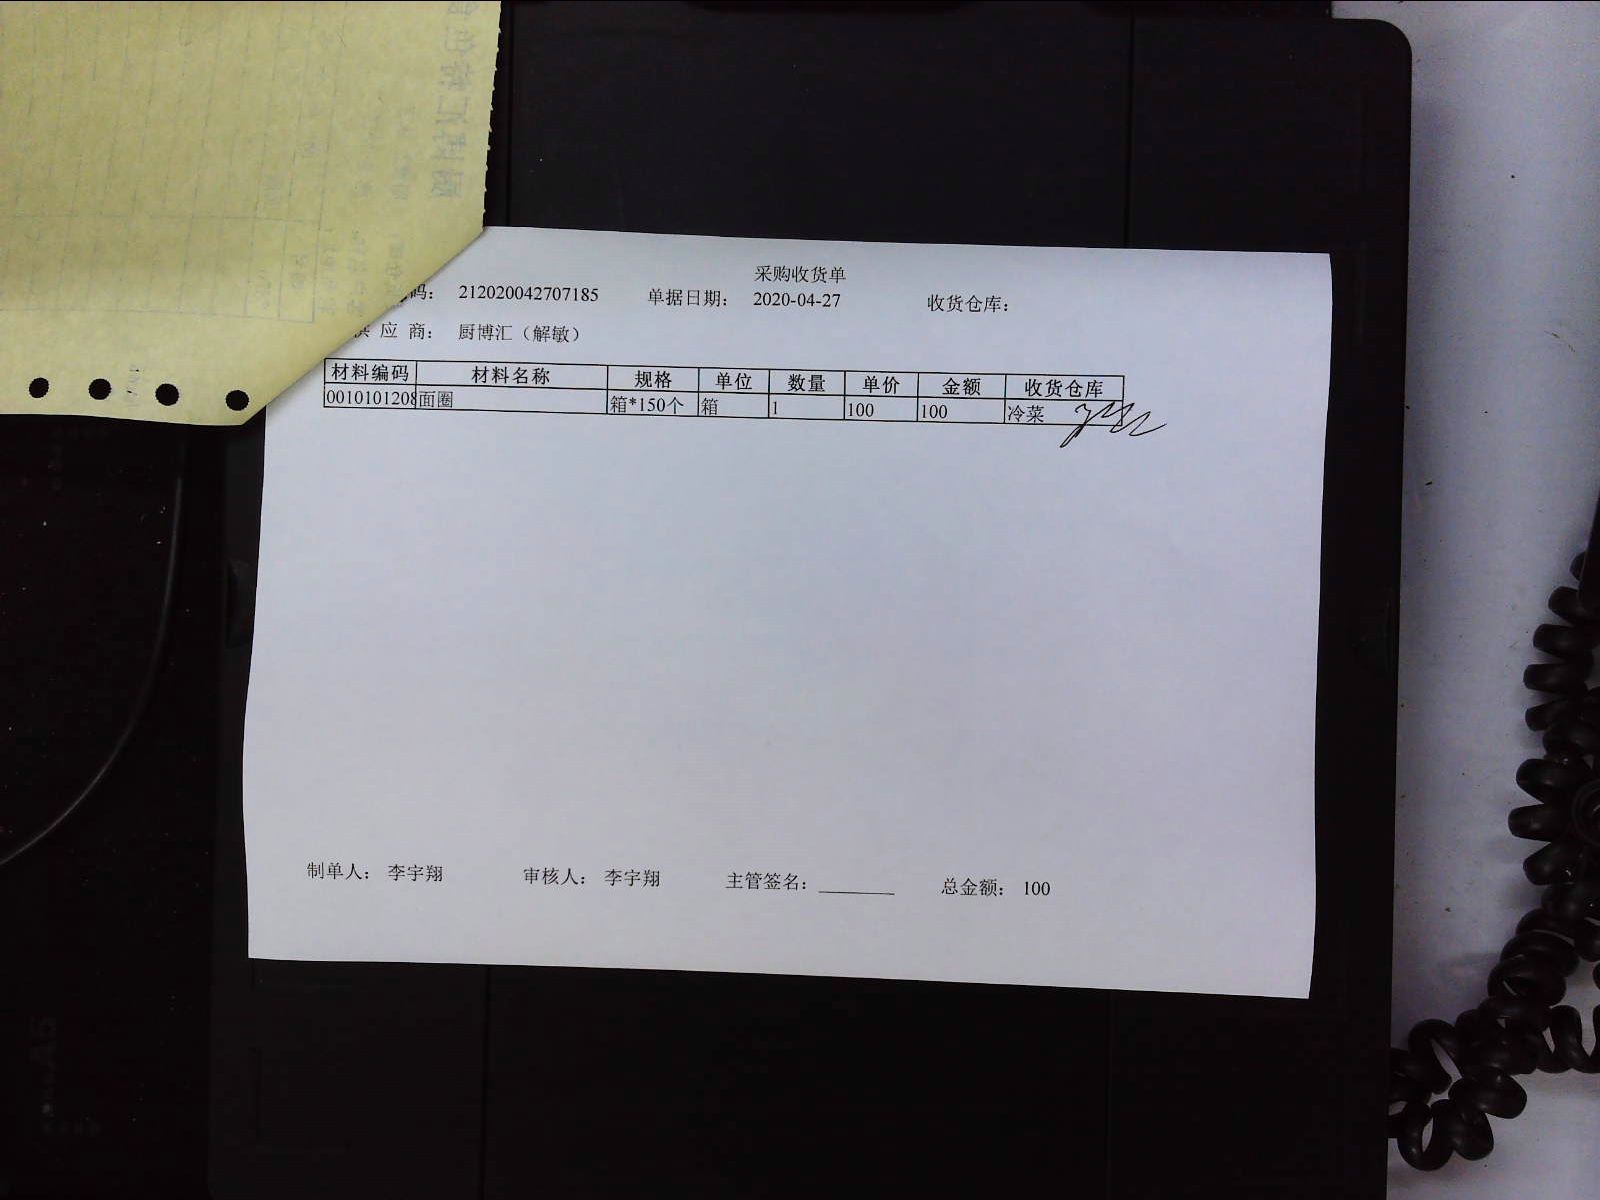 采购收货单
码： 212020042707185 单据日期： 2020-04-27 收货仓库：
供 应 商： 厨博汇（解敏）
材料编码 材料名称 规格 单位 数量 单价 金额 收货仓库
0010101208 面圈 箱*150个 箱 1 100 100 冷菜
制单人： 李宇翔 审核人： 李宇翔 主管签名： 总金额： 100